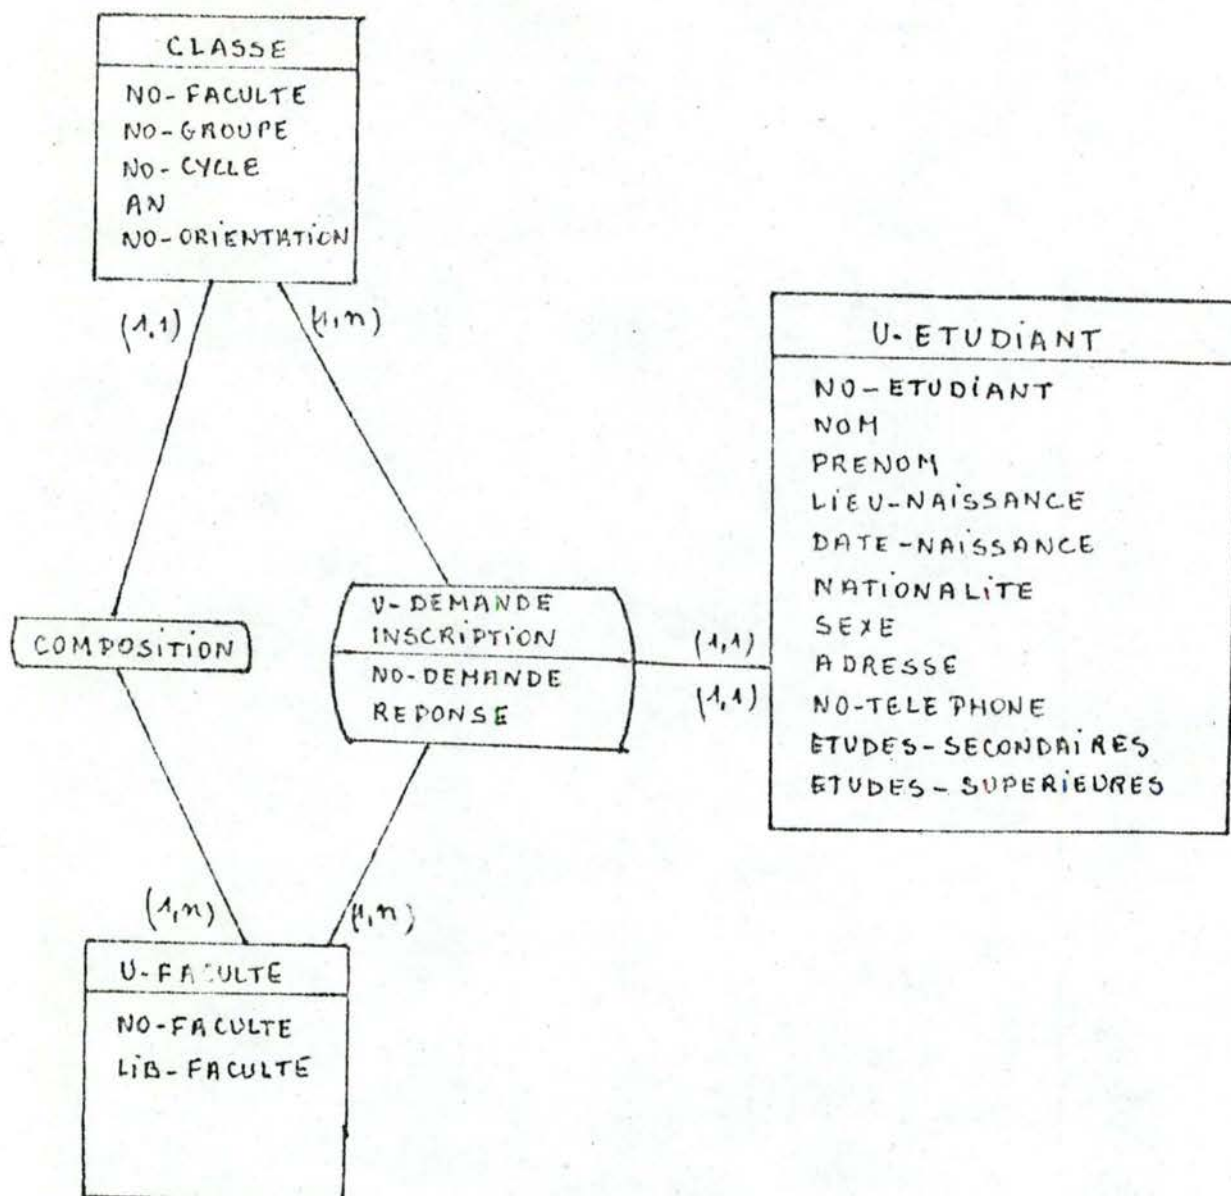 CLASSE
NO-FACULTE
NO-GROUPE
NO-CYCLE
AN
NO-ORIENTATION
(1,1)
(1,n)
U-ETUDIANT
NO-ETUDIANT
NOM
PRENOM
LIEU-NAISSANCE
DATE-NAISSANCE
NATIONALITE
SEXE
ADRESSE
NO-TELEPHONE
ETUDES-SECONDAIRES
ETUDES-SUPERIEURES
COMPOSITION
U-DEMANDE
INSCRIPTION
NO-DEMANDE
REPONSE
(1,1)
(1,1)
(1,n)
(1,n)
U-FACULTE
NO-FACULTE
LIB-FACULTE